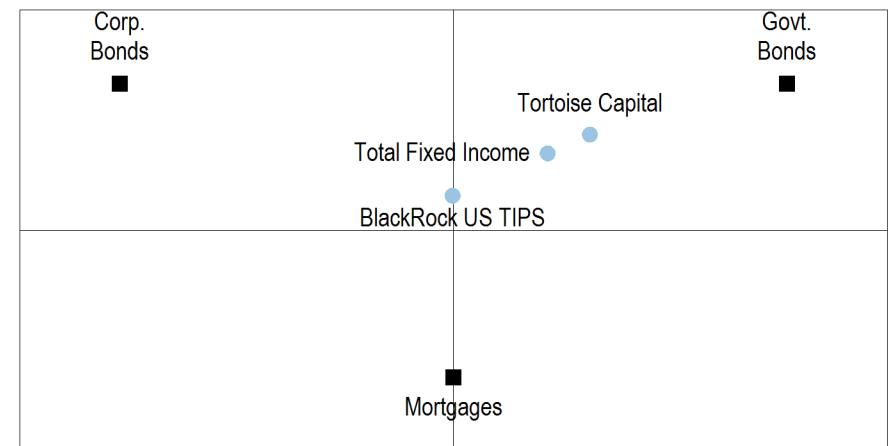 Corp.
Bonds
Govt.
Bonds
Tortoise Capital
Total Fixed Income
BlackRock US TIPS
Mortgages